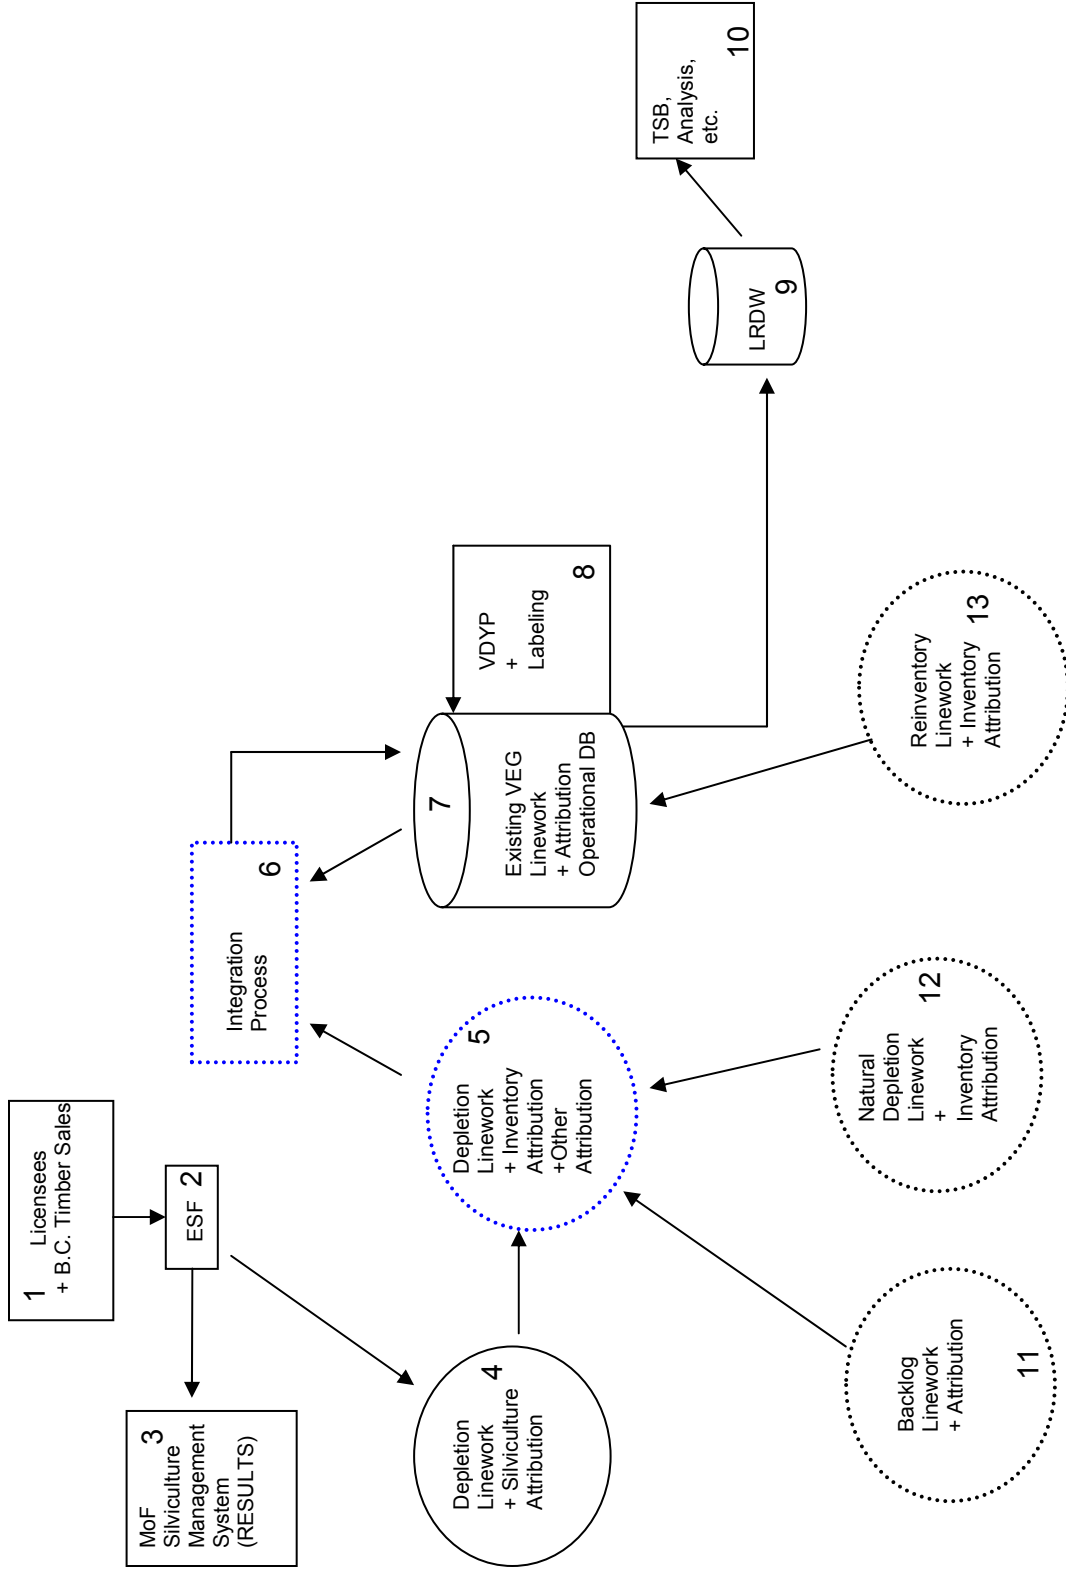 1
Licensees
+ B.C. Timber Sales
ESF 2
MoF 3
Silviculture
Management
System
(RESULTS)
4
Depletion
Linework
+ Silviculture
Attribution
5
Depletion
Linework
+ Inventory
Attribution
+Other
Attribution
6
Integration
Process
7
Existing VEG
Linework
+ Attribution
Operational DB
VDYP
+
Labeling
8
LRDW
9
TSB,
Analysis,
etc.
10
Backlog
Linework
+ Attribution
11
Natural
Depletion
Linework
+ Inventory
Attribution
12
Reinventory
Linework
+ Inventory
Attribution
13